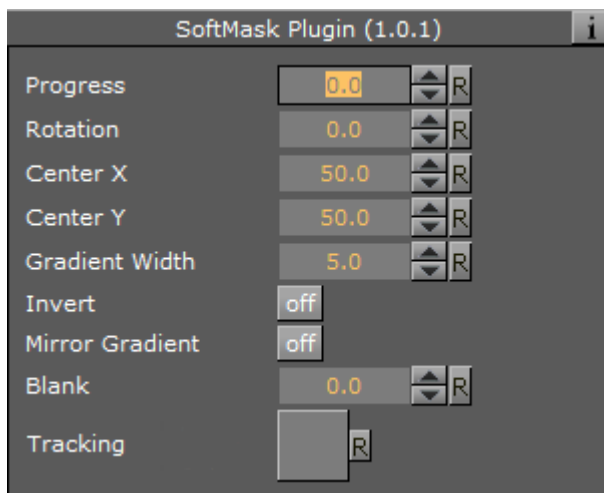 SoftMask Plugin (1.0.1) i
Progress 0.0 R
Rotation 0.0 R
Center X 50.0 R
Center Y 50.0 R
Gradient Width 5.0 R
Invert off
Mirror Gradient off
Blank 0.0 R
Tracking R